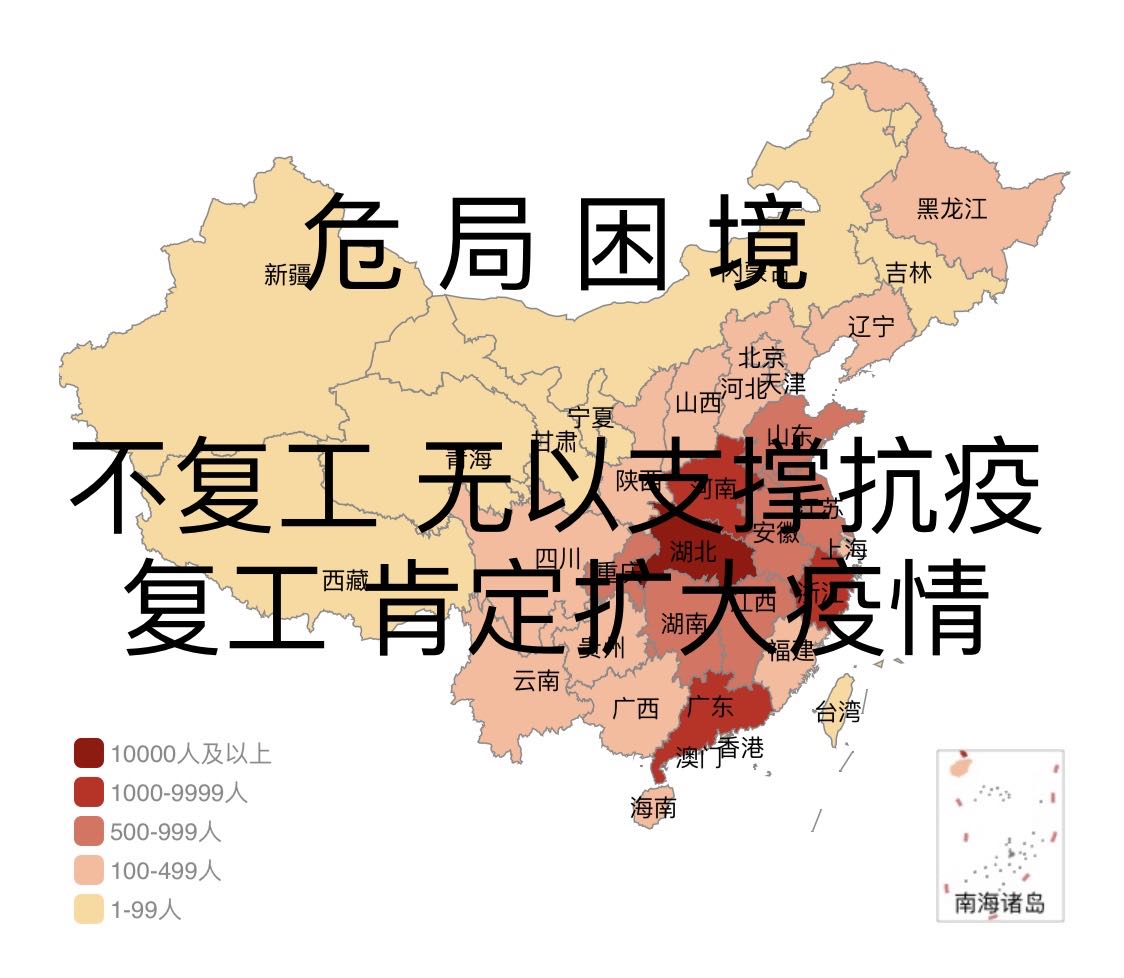 危局困境
黑龙江
新疆
内蒙古
吉林
辽宁
北京
天津
河北
山西
宁夏
山东
甘肃
青海
不复工 无以支撑抗疫
陕西
河南
江苏
安徽
上海
湖北
四川
重庆
西藏
复工 肯定扩大疫情
浙江
江西
湖南
贵州
福建
云南
广西
广东
台湾
香港
澳门
海南
10000人及以上
1000-9999人
500-999人
100-499人
1-99人
南海诸岛